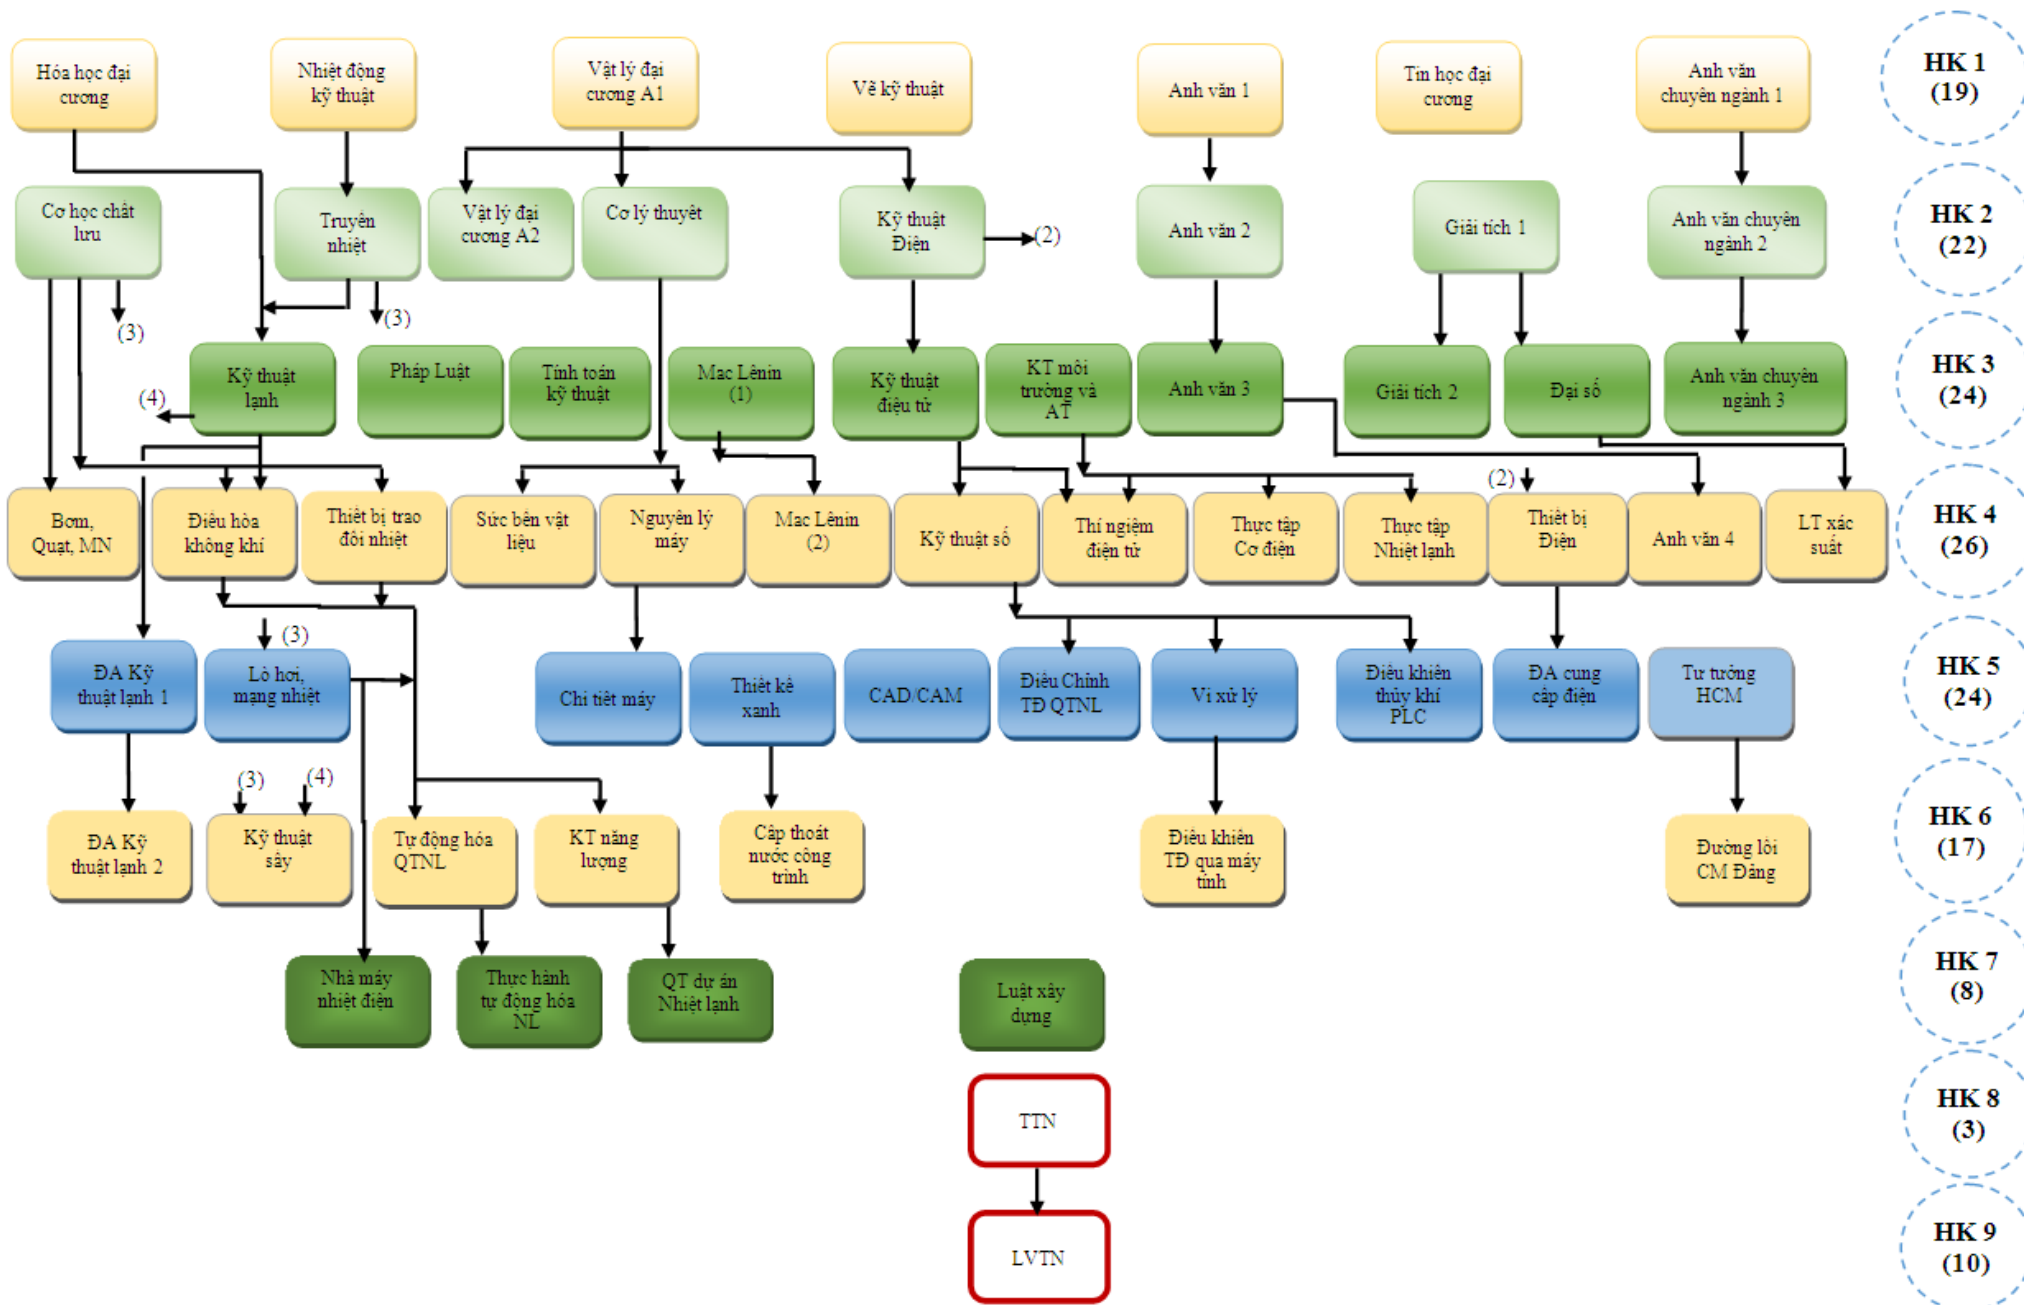 Hóa học đại
cương
Nhiệt động
kỹ thuật
Vật lý đại
cương A1
Vẽ kỹ thuật
Anh văn 1
Tin học đại
cương
Anh văn
chuyên ngành 1
HK 1
(19)
Cơ học chất
lưu
Truyền
nhiệt
Vật lý đại
cương A2
Cơ lý thuyết
Kỹ thuật
Điện
(2)
Anh văn 2
Giải tích 1
Anh văn chuyên
ngành 2
HK 2
(22)
(3)
(3)
(4)
Kỹ thuật
lạnh
Pháp Luật
Tính toán
kỹ thuật
Mac Lênin
(1)
Kỹ thuật
điệu tử
KT môi
trường và
AT
Anh văn 3
Giải tích 2
Đại số
Anh văn chuyên
ngành 3
HK 3
(24)
(2)
Bơm,
Quạt, MN
Điều hòa
không khí
Thiết bị trao
đổi nhiệt
Sức bền vật
liệu
Nguyên lý
máy
Mac Lênin
(2)
Kỹ thuật số
Thí ngiệm
điện tử
Thực tập
Cơ điện
Thực tập
Nhiệt lạnh
Thiết bị
Điện
Anh văn 4
LT xác
suất
HK 4
(26)
(3)
ĐA Kỹ
thuật lạnh 1
Lò hơi,
mạng nhiệt
Chi tiết máy
Thiết kế
xanh
CAD/CAM
Điều Chỉnh
TĐ QTNL
Vi xử lý
Điều khiển
thủy khí
PLC
ĐA cung
cấp điện
Tư tưởng
HCM
HK 5
(24)
(3)
(4)
ĐA Kỹ
thuật lạnh 2
Kỹ thuật
sấy
Tự động hóa
QTNL
KT năng
lượng
Cấp thoát
nước công
trình
Điều khiển
TĐ qua máy
tính
Đường lối
CM Đảng
HK 6
(17)
Nhà máy
nhiệt điện
Thực hành
tự động hóa
NL
QT dự án
Nhiệt lạnh
Luật xây
dựng
HK 7
(8)
TTN
HK 8
(3)
LVTN
HK 9
(10)